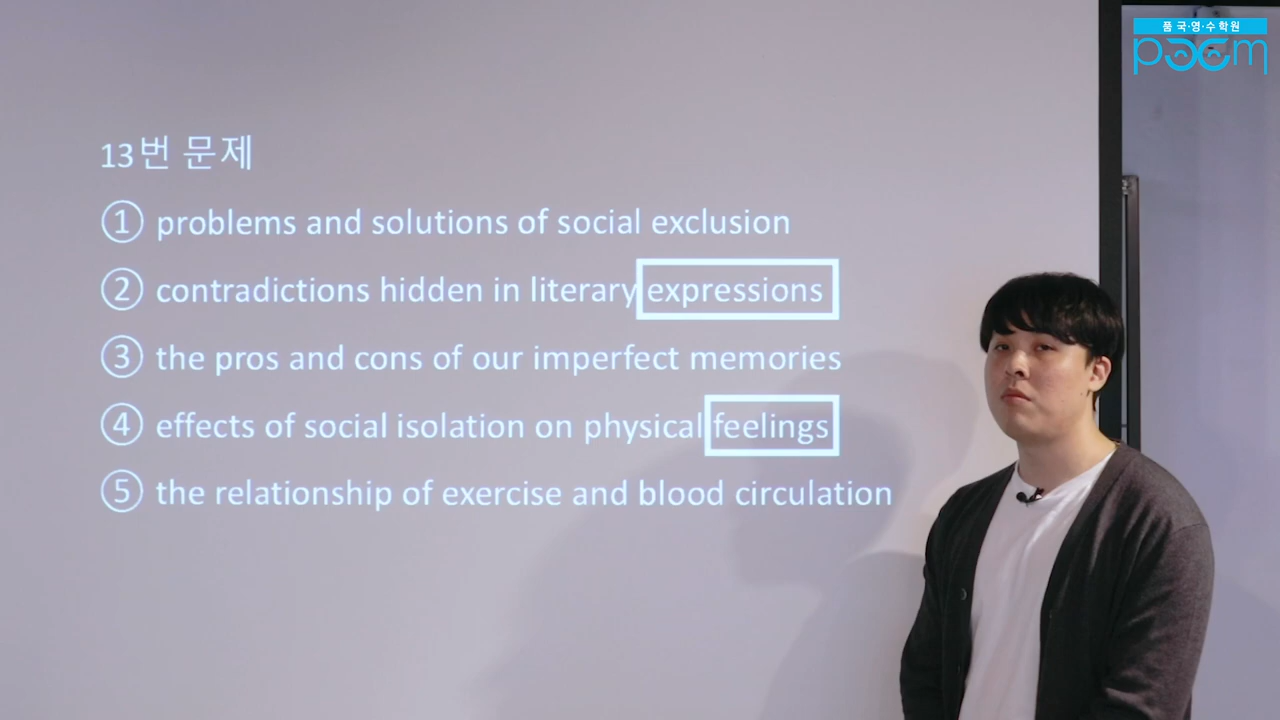 품 국·영·수 학원
poem
13번 문제
① problems and solutions of social exclusion
② contradictions hidden in literary expressions
③ the pros and cons of our imperfect memories
④ effects of social isolation on physical feelings
⑤ the relationship of exercise and blood circulation